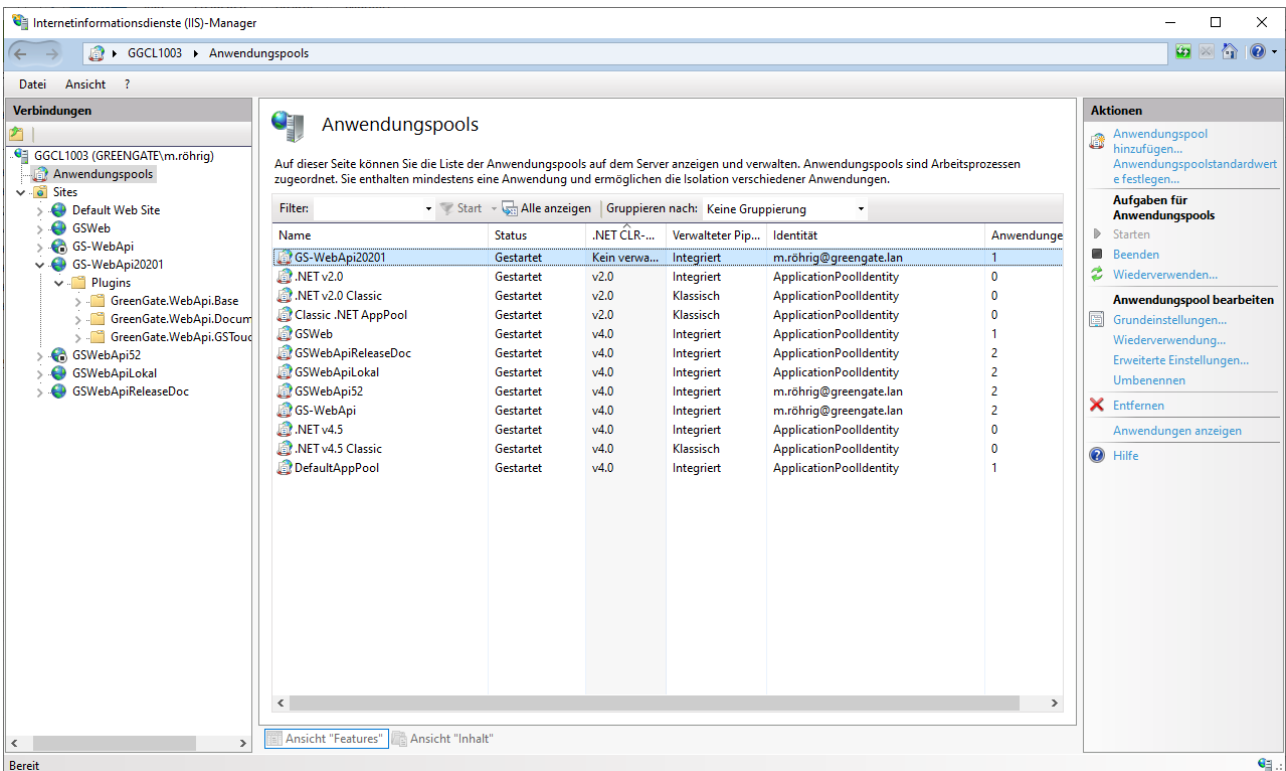 Internetinformationsdienste (IIS)-Manager
GGCL1003 Anwendungspools
Datei Ansicht ?
Verbindungen
GGCL1003 (GREENGATE\m.röhrig)
Anwendungspools
Sites
Default Web Site
GSWeb
GS-WebApi
GS-WebApi20201
Plugins
GreenGate.WebApi.Base
GreenGate.WebApi.Docum
GreenGate.WebApi.GSTouc
GSWebApi52
GSWebApiLokal
GSWebApiReleaseDoc
Anwendungspools
Auf dieser Seite können Sie die Liste der Anwendungspools auf dem Server anzeigen und verwalten. Anwendungspools sind Arbeitsprozessen
zugeordnet. Sie enthalten mindestens eine Anwendung und ermöglichen die Isolation verschiedener Anwendungen.
Filter: Start Alle anzeigen Gruppieren nach: Keine Gruppierung
Name Status .NET CLR-... Verwalteter Pip... Identität Anwendunge
GS-WebApi20201 Gestartet Kein verwa... Integriert m.röhrig@greengate.lan 1
.NET v2.0 Gestartet v2.0 Integriert ApplicationPoolIdentity 0
.NET v2.0 Classic Gestartet v2.0 Klassisch ApplicationPoolIdentity 0
Classic .NET AppPool Gestartet v2.0 Klassisch ApplicationPoolIdentity 0
GSWeb Gestartet v4.0 Integriert ApplicationPoolIdentity 1
GSWebApiReleaseDoc Gestartet v4.0 Integriert ApplicationPoolIdentity 2
GSWebApiLokal Gestartet v4.0 Integriert ApplicationPoolIdentity 2
GSWebApi52 Gestartet v4.0 Integriert m.röhrig@greengate.lan 2
GS-WebApi Gestartet v4.0 Integriert m.röhrig@greengate.lan 2
.NET v4.5 Gestartet v4.0 Integriert ApplicationPoolIdentity 0
.NET v4.5 Classic Gestartet v4.0 Klassisch ApplicationPoolIdentity 0
DefaultAppPool Gestartet v4.0 Integriert ApplicationPoolIdentity 1
Ansicht "Features" Ansicht "Inhalt"
Aktionen
Anwendungspool
hinzufügen...
Anwendungspoolstandardwert
e festlegen...
Aufgaben für
Anwendungspools
Starten
Beenden
Wiederverwenden...
Anwendungspool bearbeiten
Grundeinstellungen...
Wiederverwendung...
Erweiterte Einstellungen...
Umbenennen
Entfernen
Anwendungen anzeigen
Hilfe
Bereit